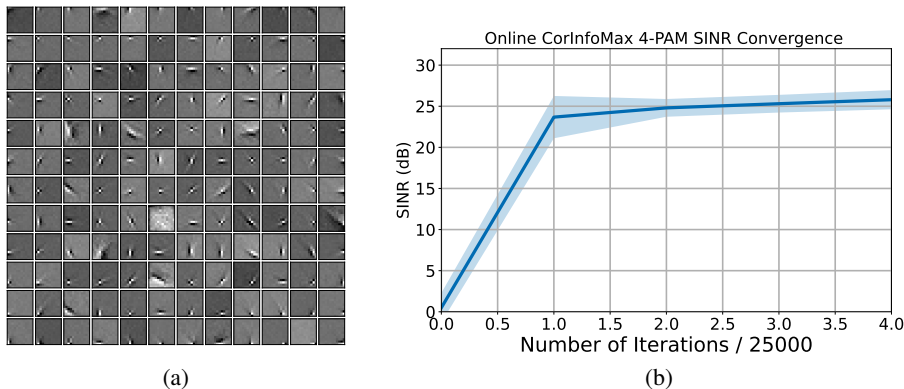 Online CorInfoMax 4-PAM SINR Convergence
30
25
20
15
10
5
0
SINR (dB)
0.0 0.5 1.0 1.5 2.0 2.5 3.0 3.5 4.0
Number of Iterations / 25000
(a) (b)